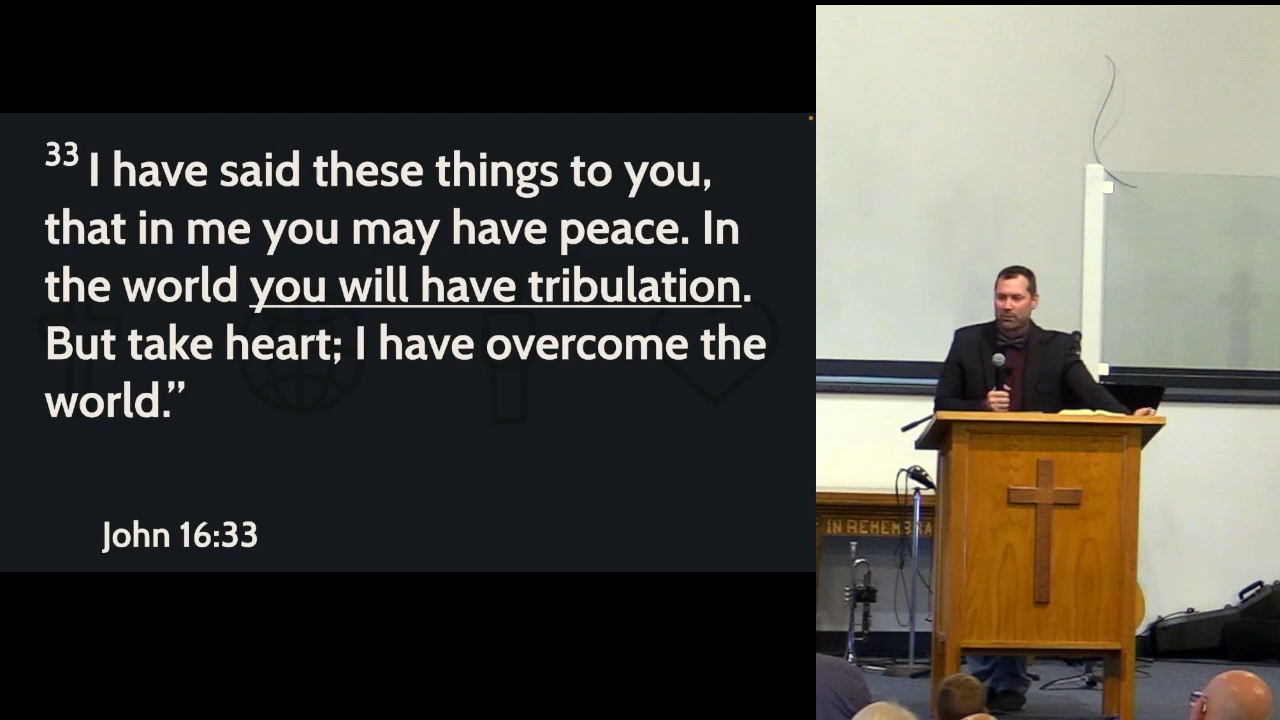 33 I have said these things to you,
that in me you may have peace. In
the world you will have tribulation.
But take heart; I have overcome the
world.”
John 16:33
IN REMEMBRA